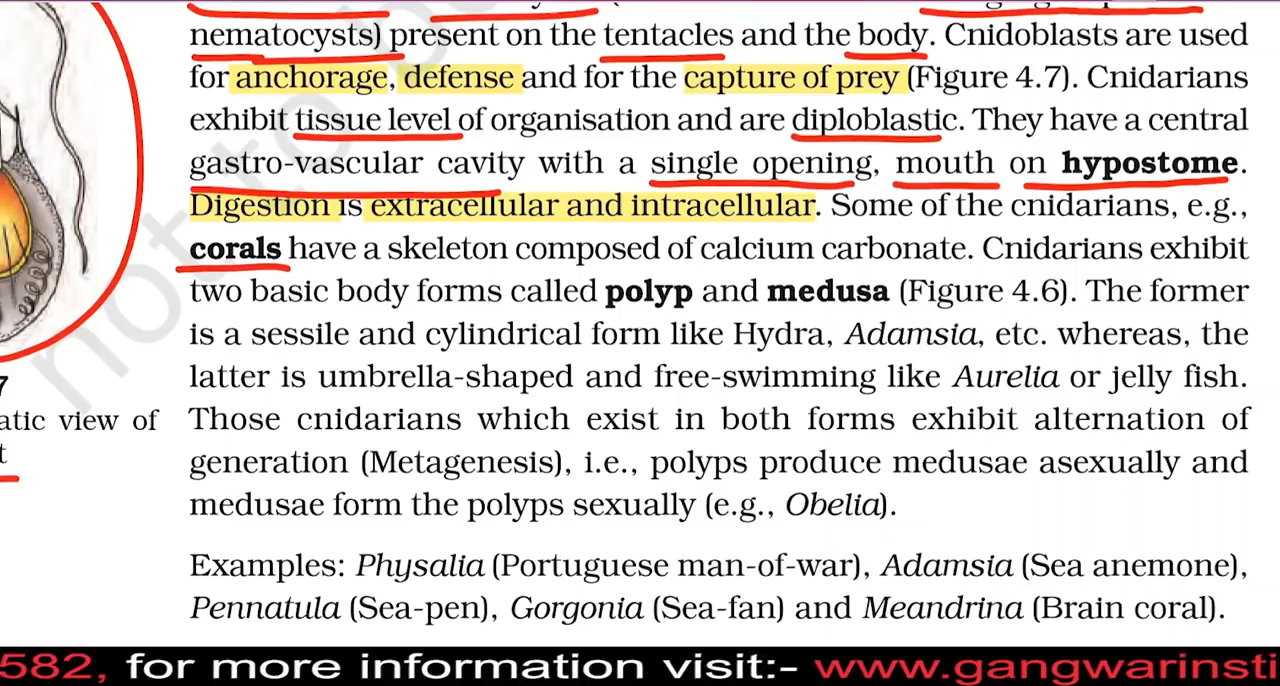 nematocysts) present on the tentacles and the body. Cnidoblasts are used
for anchorage, defense and for the capture of prey (Figure 4.7). Cnidarians
exhibit tissue level of organisation and are diploblastic. They have a central
gastro-vascular cavity with a single opening, mouth on hypostome.
Digestion is extracellular and intracellular. Some of the cnidarians, e.g.,
corals have a skeleton composed of calcium carbonate. Cnidarians exhibit
two basic body forms called polyp and medusa (Figure 4.6). The former
is a sessile and cylindrical form like Hydra, Adamsia, etc. whereas, the
latter is umbrella-shaped and free-swimming like Aurelia or jelly fish.
Those cnidarians which exist in both forms exhibit alternation of
generation (Metagenesis), i.e., polyps produce medusae asexually and
medusae form the polyps sexually (e.g., Obelia).
Examples: Physalia (Portuguese man-of-war), Adamsia (Sea anemone),
Pennatula (Sea-pen), Gorgonia (Sea-fan) and Meandrina (Brain coral).
7
atic view of
t
not to b
582, for more information visit:- www.gangwarinsti